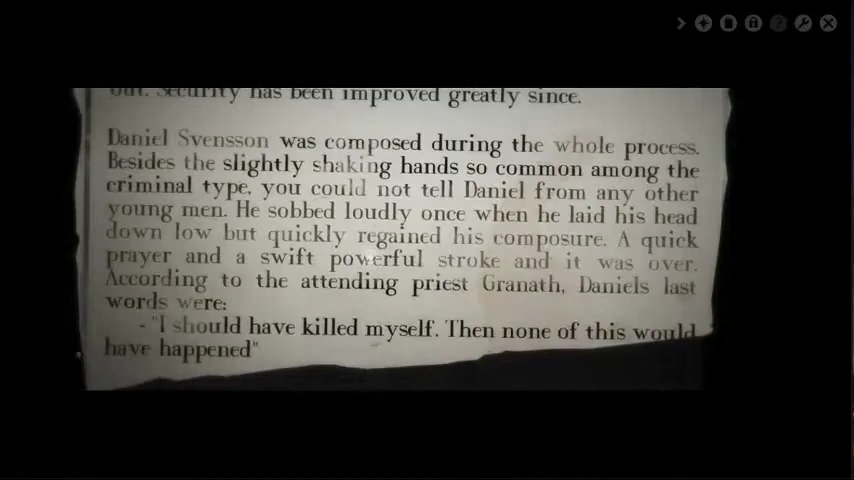 out. Security has been improved greatly since.
Daniel Svensson was composed during the whole process.
Besides the slightly shaking hands so common among the
criminal type, you could not tell Daniel from any other
young men. He sobbed loudly once when he laid his head
down low but quickly regained his composure. A quick
prayer and a swift powerful stroke and it was over.
According to the attending priest Granath, Daniels last
words were:
- "I should have killed myself. Then none of this would
have happened"